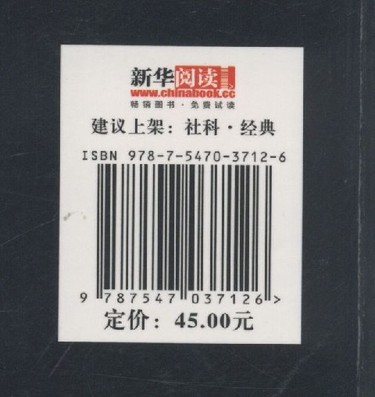 新华阅读
www.chinabook.cc
畅销图书·免费试读
建议上架：社科·经典
ISBN 978-7-5470-3712-6
9 787547 037126 >
定价：45.00元